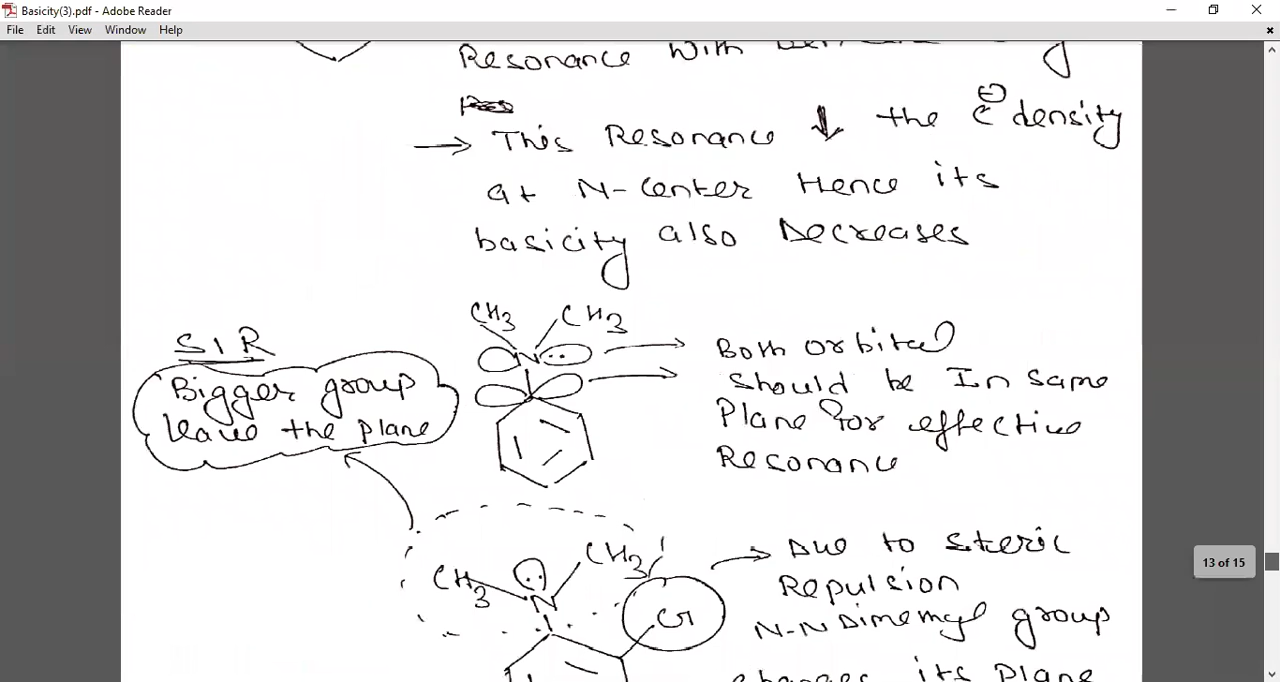 Basicity(3).pdf - Adobe Reader
File Edit View Window Help
Resonance With
→ This Resonance ↓ the e⊖ density
at N-Center Hence its
basicity also Decreases
CH3 CH3
N
SIR
Bigger group
leave the plane
Both orbital
should be In same
Plane for effective
Resonance
CH3 N CH3
Cl
Due to steric
Repulsion
N-N Dimethyl group
changes its plane
13 of 15